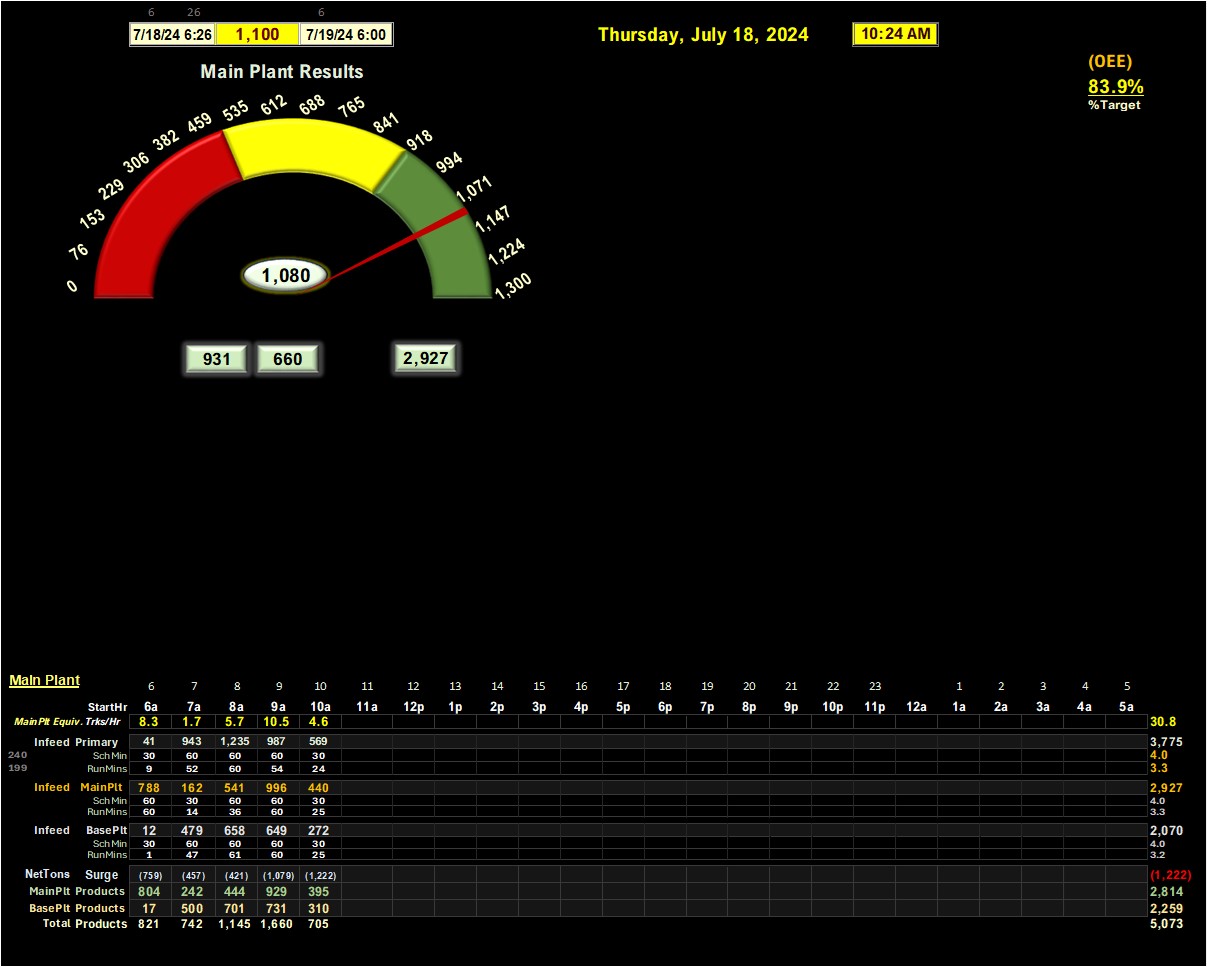 6 26 6
7/18/24 6:26 1,100 7/19/24 6:00 Thursday, July 18, 2024 10:24 AM
(OEE)
83.9%
%Target
Main Plant Results
0 76 153 229 306 382 459 535 612 688 765 841 918 994 1,071 1,147 1,224 1,300
1,080
931 660 2,927
Main Plant
6 7 8 9 10 11 12 13 14 15 16 17 18 19 20 21 22 23 1 2 3 4 5
StartHr 6a 7a 8a 9a 10a 11a 12p 1p 2p 3p 4p 5p 6p 7p 8p 9p 10p 11p 12a 1a 2a 3a 4a 5a
MainPlt Equiv. Trks/Hr 8.3 1.7 5.7 10.5 4.6 30.8
Infeed Primary 41 943 1,235 987 569 3,775
240 Sch Min 30 60 60 60 30 4.0
199 RunMins 9 52 60 54 24 3.3
Infeed MainPlt 788 162 541 996 440 2,927
Sch Min 60 30 60 60 30 4.0
RunMins 60 14 36 60 25 3.3
Infeed BasePlt 12 479 658 649 272 2,070
Sch Min 30 60 60 60 30 4.0
RunMins 1 47 61 60 25 3.2
NetTons Surge (759) (457) (421) (1,079) (1,222) (1,222)
MainPlt Products 804 242 444 929 395 2,814
BasePlt Products 17 500 701 731 310 2,259
Total Products 821 742 1,145 1,660 705 5,073